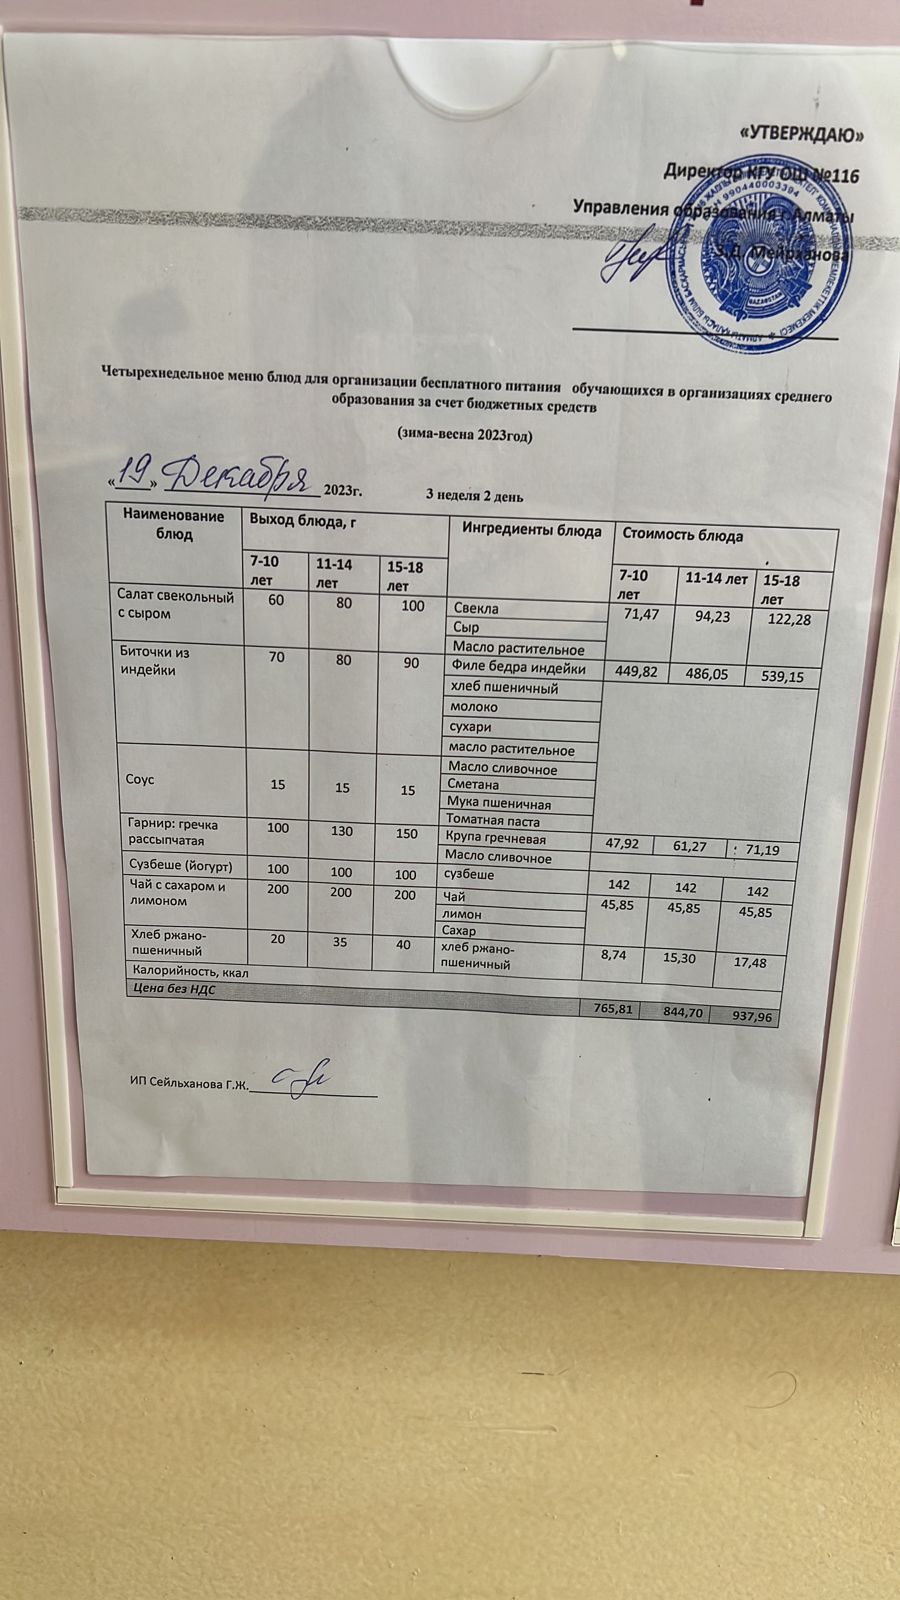 «УТВЕРЖДАЮ»
Директор КГУ ОШ №116
Управления образования г.Алматы
З.Д. Мейрханова
990440003394
QAZAQSTAN
Четырехнедельное меню блюд для организации бесплатного питания обучающихся в организациях среднего
образования за счет бюджетных средств
(зима-весна 2023год)
«19» Декабря 2023г. 3 неделя 2 день
Наименование блюд Выход блюда, г Ингредиенты блюда Стоимость блюда
7-10 лет 11-14 лет 15-18 лет 7-10 лет 11-14 лет 15-18 лет
Салат свекольный с сыром 60 80 100 Свекла 71,47 94,23 122,28
Сыр
Масло растительное
Биточки из индейки 70 80 90 Филе бедра индейки 449,82 486,05 539,15
хлеб пшеничный
молоко
сухари
масло растительное
Соус 15 15 15 Масло сливочное
Сметана
Мука пшеничная
Томатная паста
Гарнир: гречка рассыпчатая 100 130 150 Крупа гречневая 47,92 61,27 71,19
Масло сливочное
Сузбеше (йогурт) 100 100 100 сузбеше 142 142 142
Чай с сахаром и лимоном 200 200 200 Чай 45,85 45,85 45,85
лимон
Сахар
Хлеб ржано-пшеничный 20 35 40 хлеб ржано-пшеничный 8,74 15,30 17,48
Калорийность, ккал
Цена без НДС 765,81 844,70 937,96
ИП Сейльханова Г.Ж.